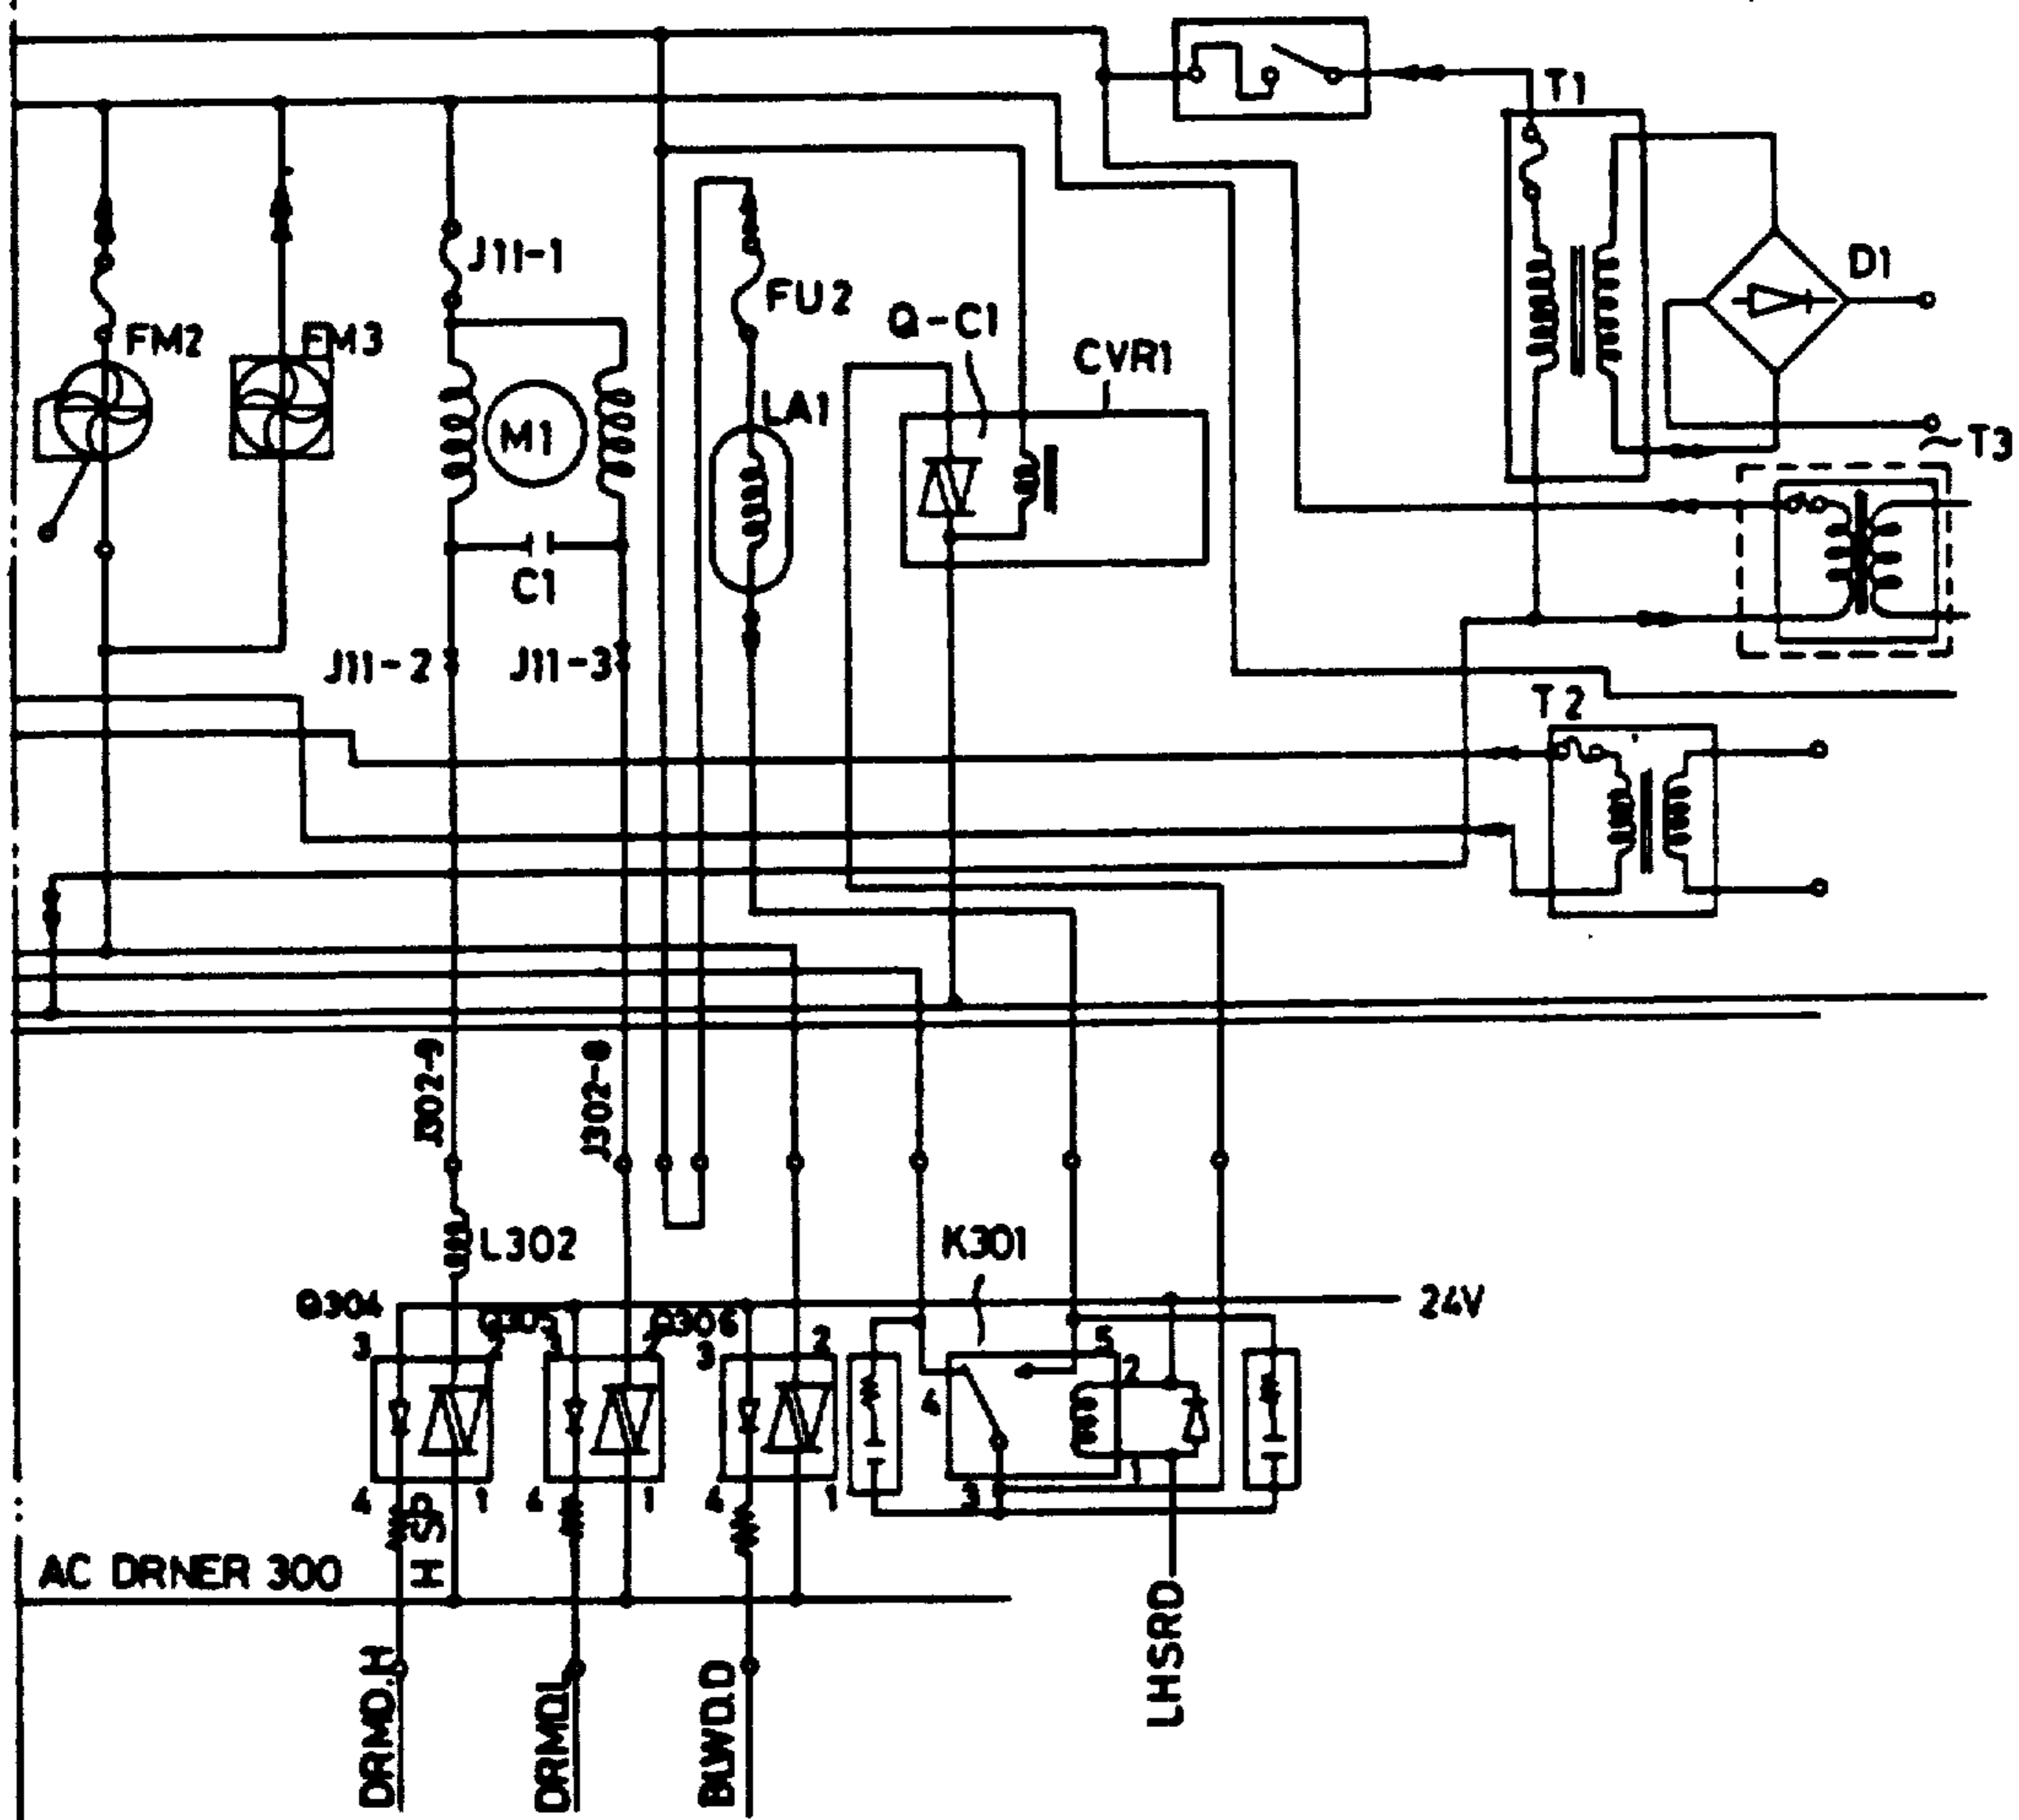 T1
J11-1
D1
FU2
Q-C1
FM2
FM3
CVR1
LA1
M1
~T3
C1
J11-2
J11-3
T2
J302-9
J302-8
L302
K301
24V
Q304
Q305
Q306
3
3
2
5
2
4
4
1
4
1
4
1
3
1
HSP
AC DRNER 300
DRMD.H
DRMDL
BLWD.D
LHSRD